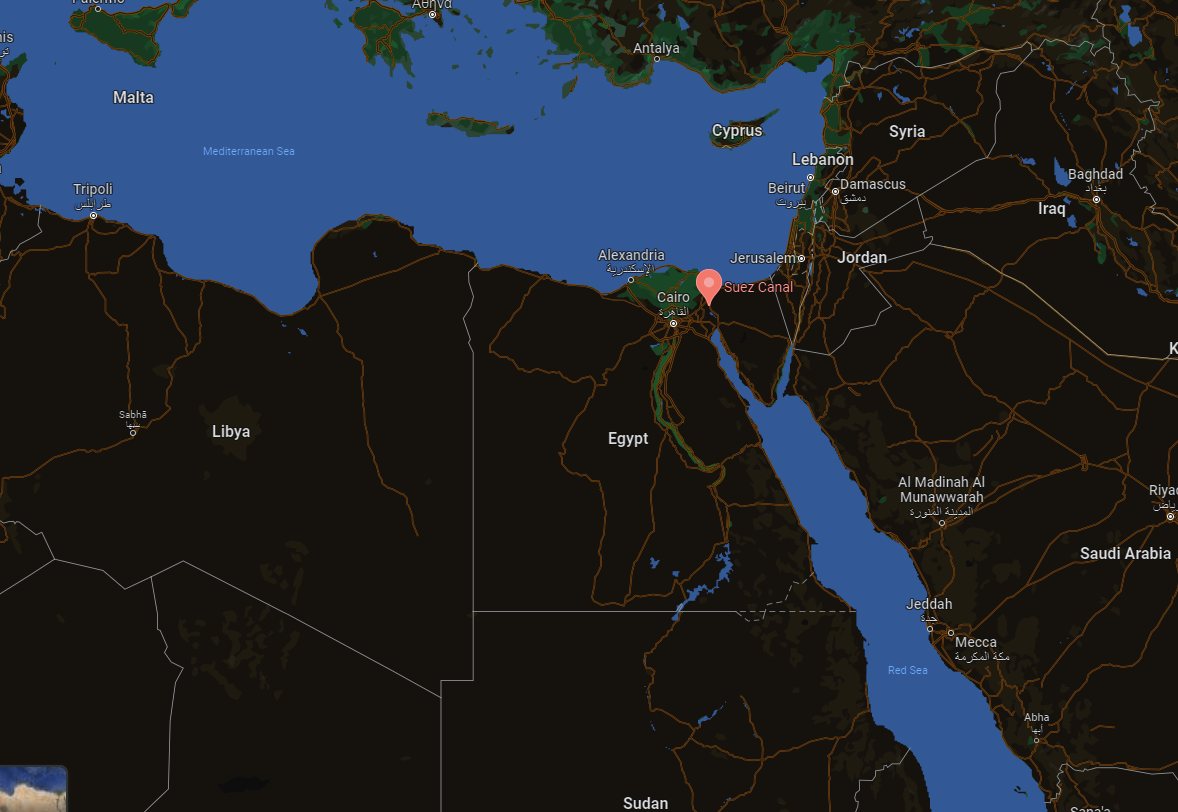 Palermo
Αθήνα
Antalya
Malta
Cyprus
Syria
Mediterranean Sea
Lebanon
Baghdad
بغداد
Tripoli
طرابلس
Beirut
بيروت
Damascus
دمشق
Iraq
Alexandria
الإسكندرية
Jerusalem
Jordan
Suez Canal
Cairo
القاهرة
K
Sabhā
سبها
Libya
Egypt
Al Madinah Al
Munawwarah
المدينة المنورة
Saudi Arabia
Jeddah
جدة
Mecca
مكة المكرمة
Red Sea
Abha
أبها
Sudan
Sana'a